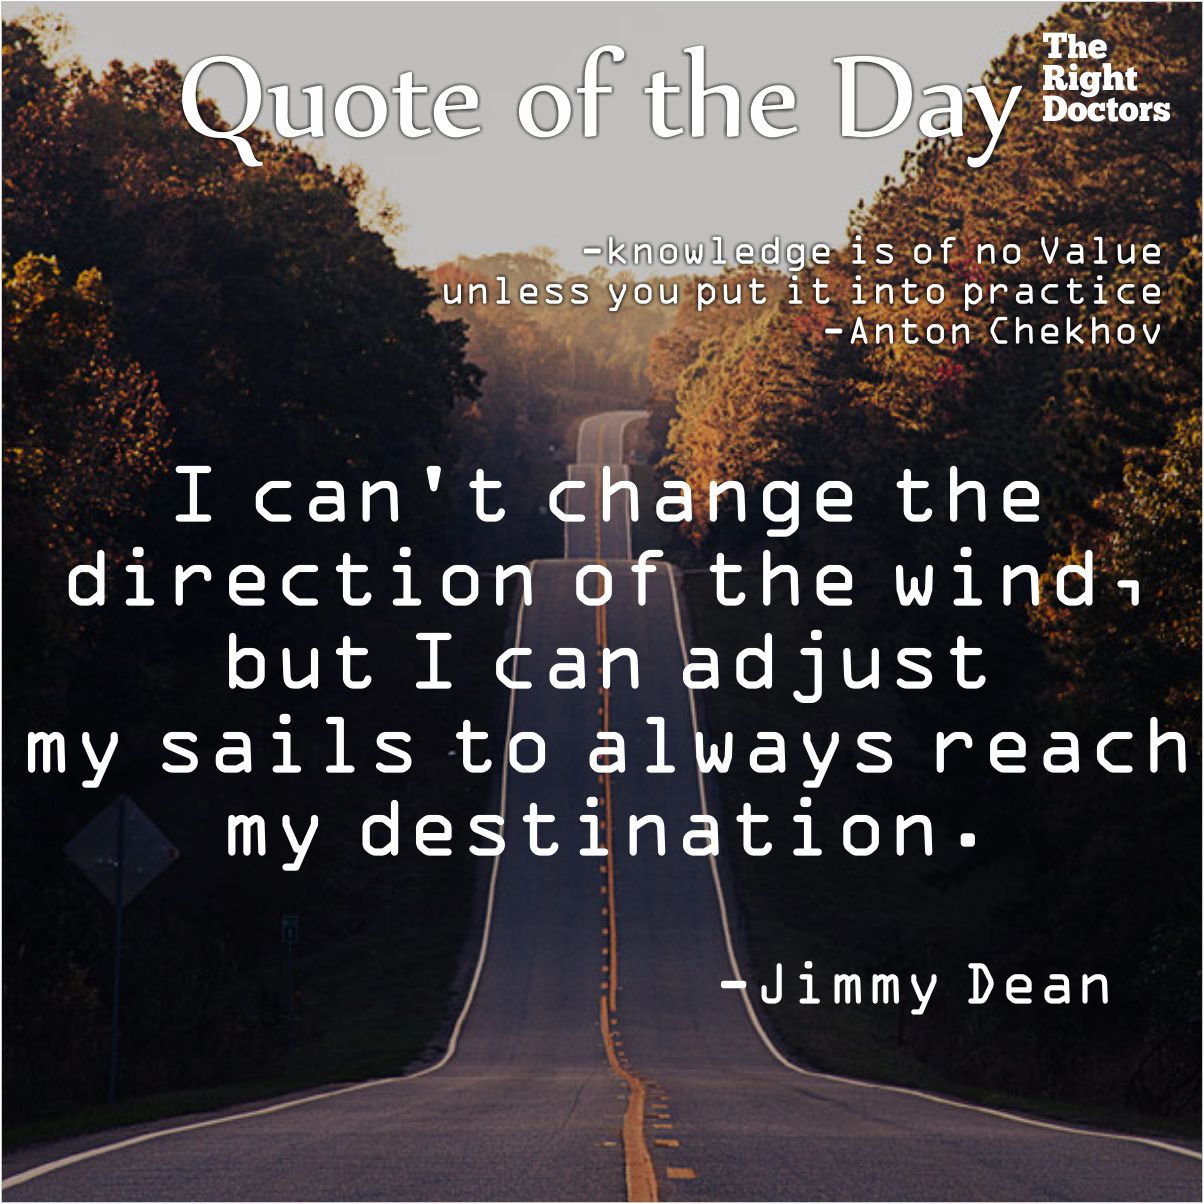 Quote of the Day
The
Right
Doctors
-knowledge is of no Value
unless you put it into practice
-Anton Chekhov
I can't change the
direction of the wind,
but I can adjust
my sails to always reach
my destination.
-Jimmy Dean